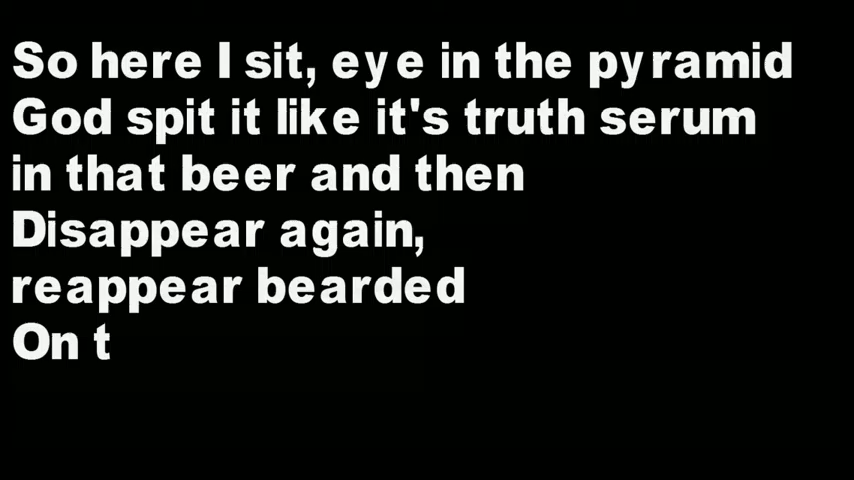 So here I sit, eye in the pyramid
God spit it like it's truth serum
in that beer and then
Disappear again,
reappear bearded
On t